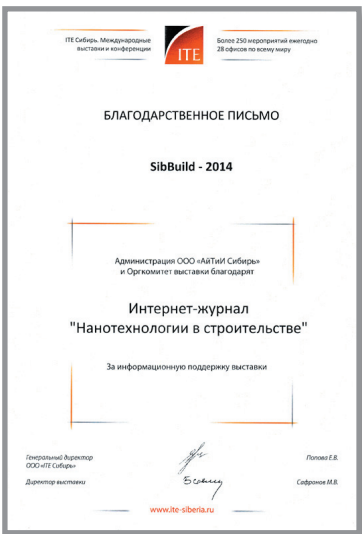 ITE Сибирь. Международные
выставки и конференции
ITE
Более 250 мероприятий ежегодно
28 офисов по всему миру
БЛАГОДАРСТВЕННОЕ ПИСЬМО
SibBuild - 2014
Администрация ООО «АйТиИ Сибирь»
и Оргкомитет выставки благодарят
Интернет-журнал
"Нанотехнологии в строительстве"
За информационную поддержку выставки
Генеральный директор
ООО «ITE Сибирь»
Попова Е.В.
Директор выставки
Сафронов М.В.
www.ite-siberia.ru